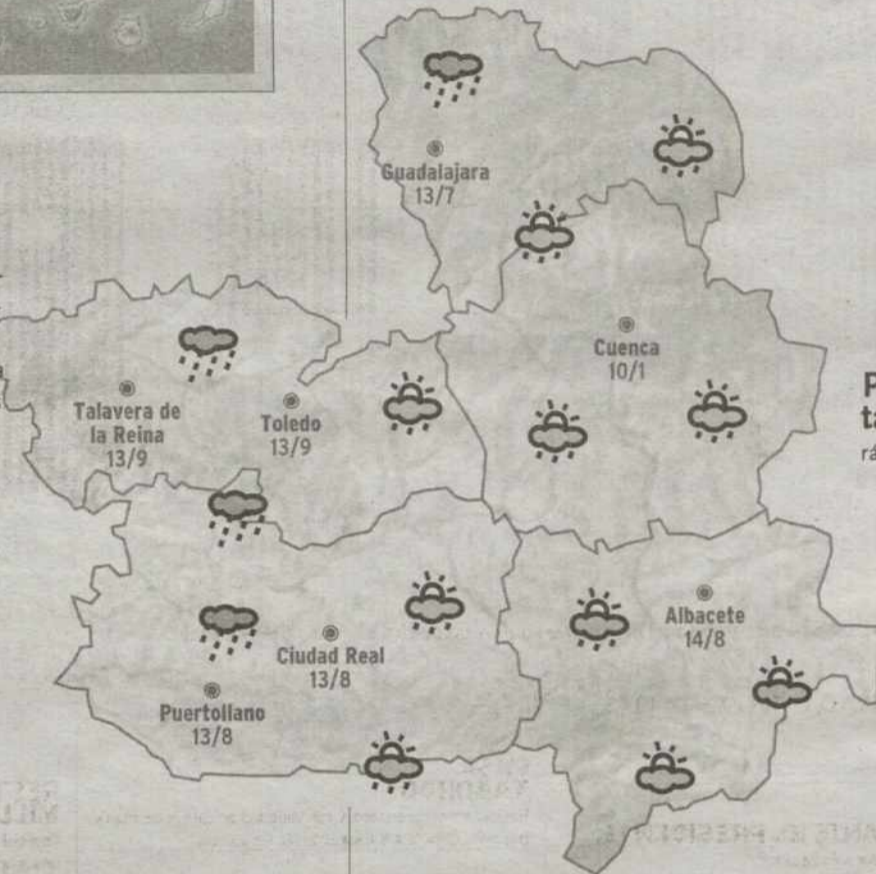 Guadalajara
13/7
Cuenca
10/1
Talavera de
la Reina
13/9
Toledo
13/9
Albacete
14/8
Ciudad Real
13/8
Puertollano
13/8